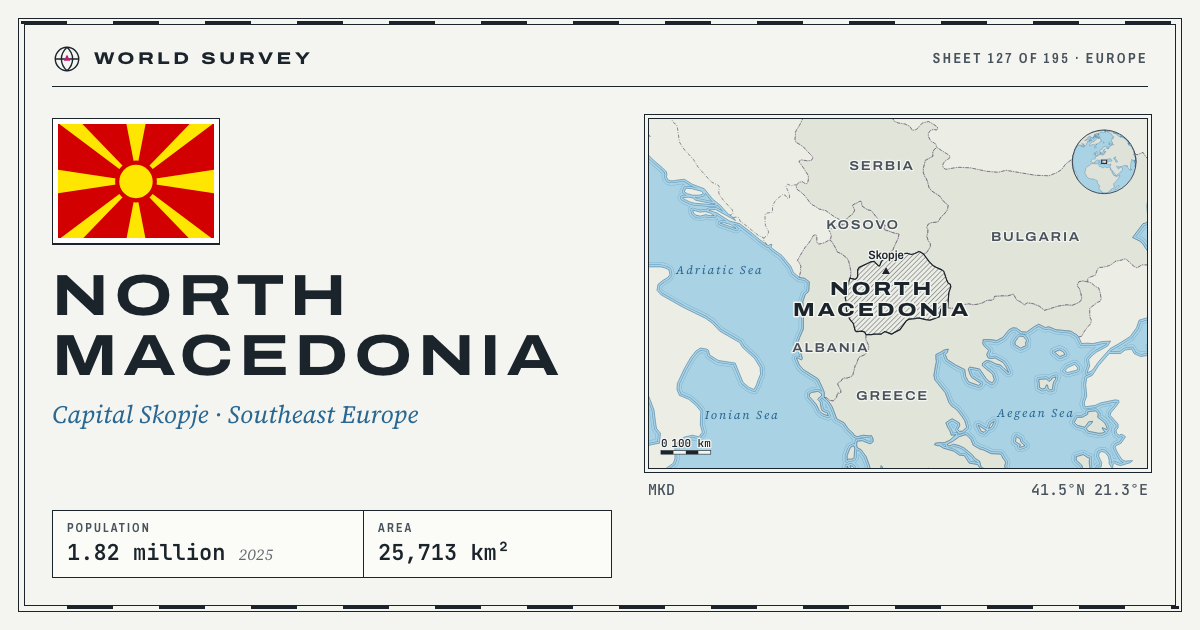 WORLD SURVEY
SHEET 127 OF 195 · EUROPE
NORTH
MACEDONIA
Capital Skopje · Southeast Europe
POPULATION
1.82 million 2025
AREA
25,713 km²
SERBIA
KOSOVO
BULGARIA
Skopje
Adriatic Sea
NORTH
MACEDONIA
ALBANIA
GREECE
Ionian Sea
Aegean Sea
0 100 km
MKD
41.5°N 21.3°E